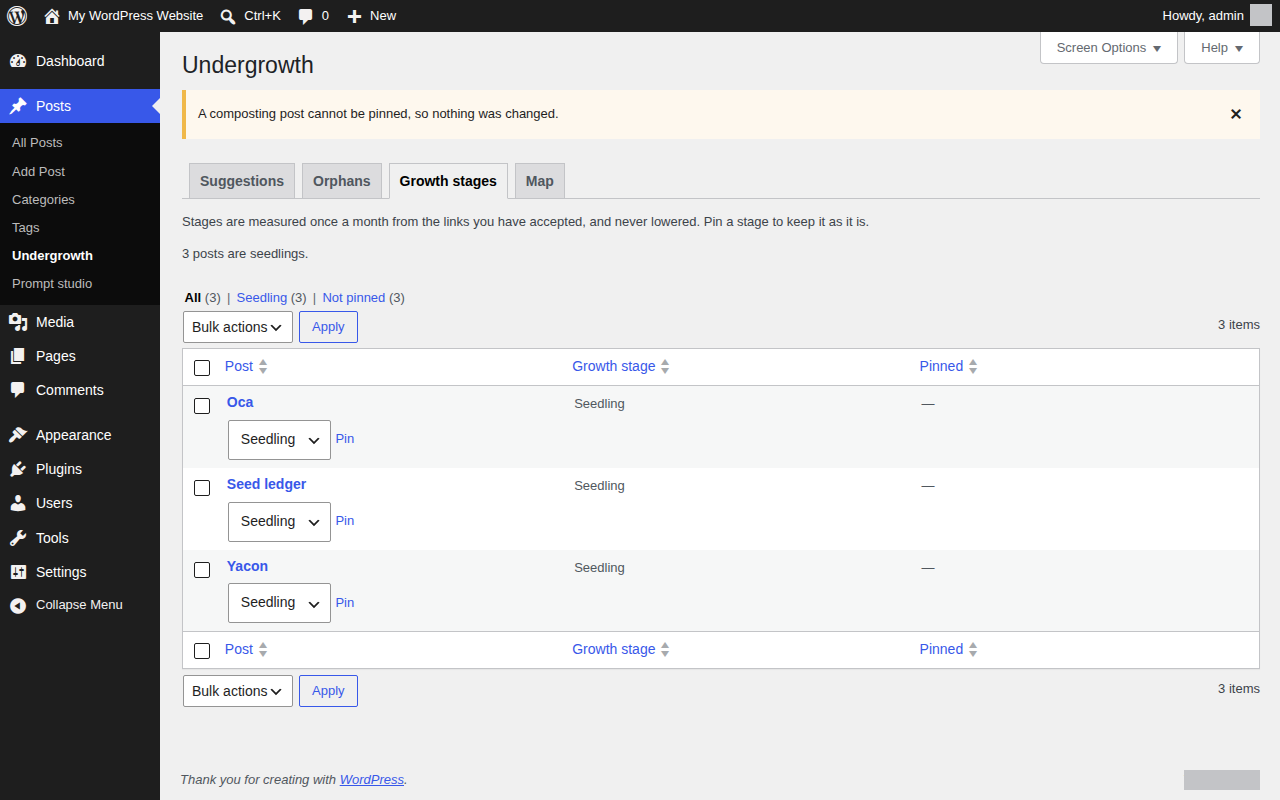 My WordPress Website Ctrl+K 0 New Howdy, admin
Screen Options Help
Dashboard
Posts
All Posts
Add Post
Categories
Tags
Undergrowth
Prompt studio
Media
Pages
Comments
Appearance
Plugins
Users
Tools
Settings
Collapse Menu
Undergrowth
A composting post cannot be pinned, so nothing was changed.
Suggestions Orphans Growth stages Map
Stages are measured once a month from the links you have accepted, and never lowered. Pin a stage to keep it as it is.
3 posts are seedlings.
All (3) | Seedling (3) | Not pinned (3)
Bulk actions Apply 3 items
Post Growth stage Pinned
Oca Seedling —
Seedling Pin
Seed ledger Seedling —
Seedling Pin
Yacon Seedling —
Seedling Pin
Post Growth stage Pinned
Bulk actions Apply 3 items
Thank you for creating with WordPress.